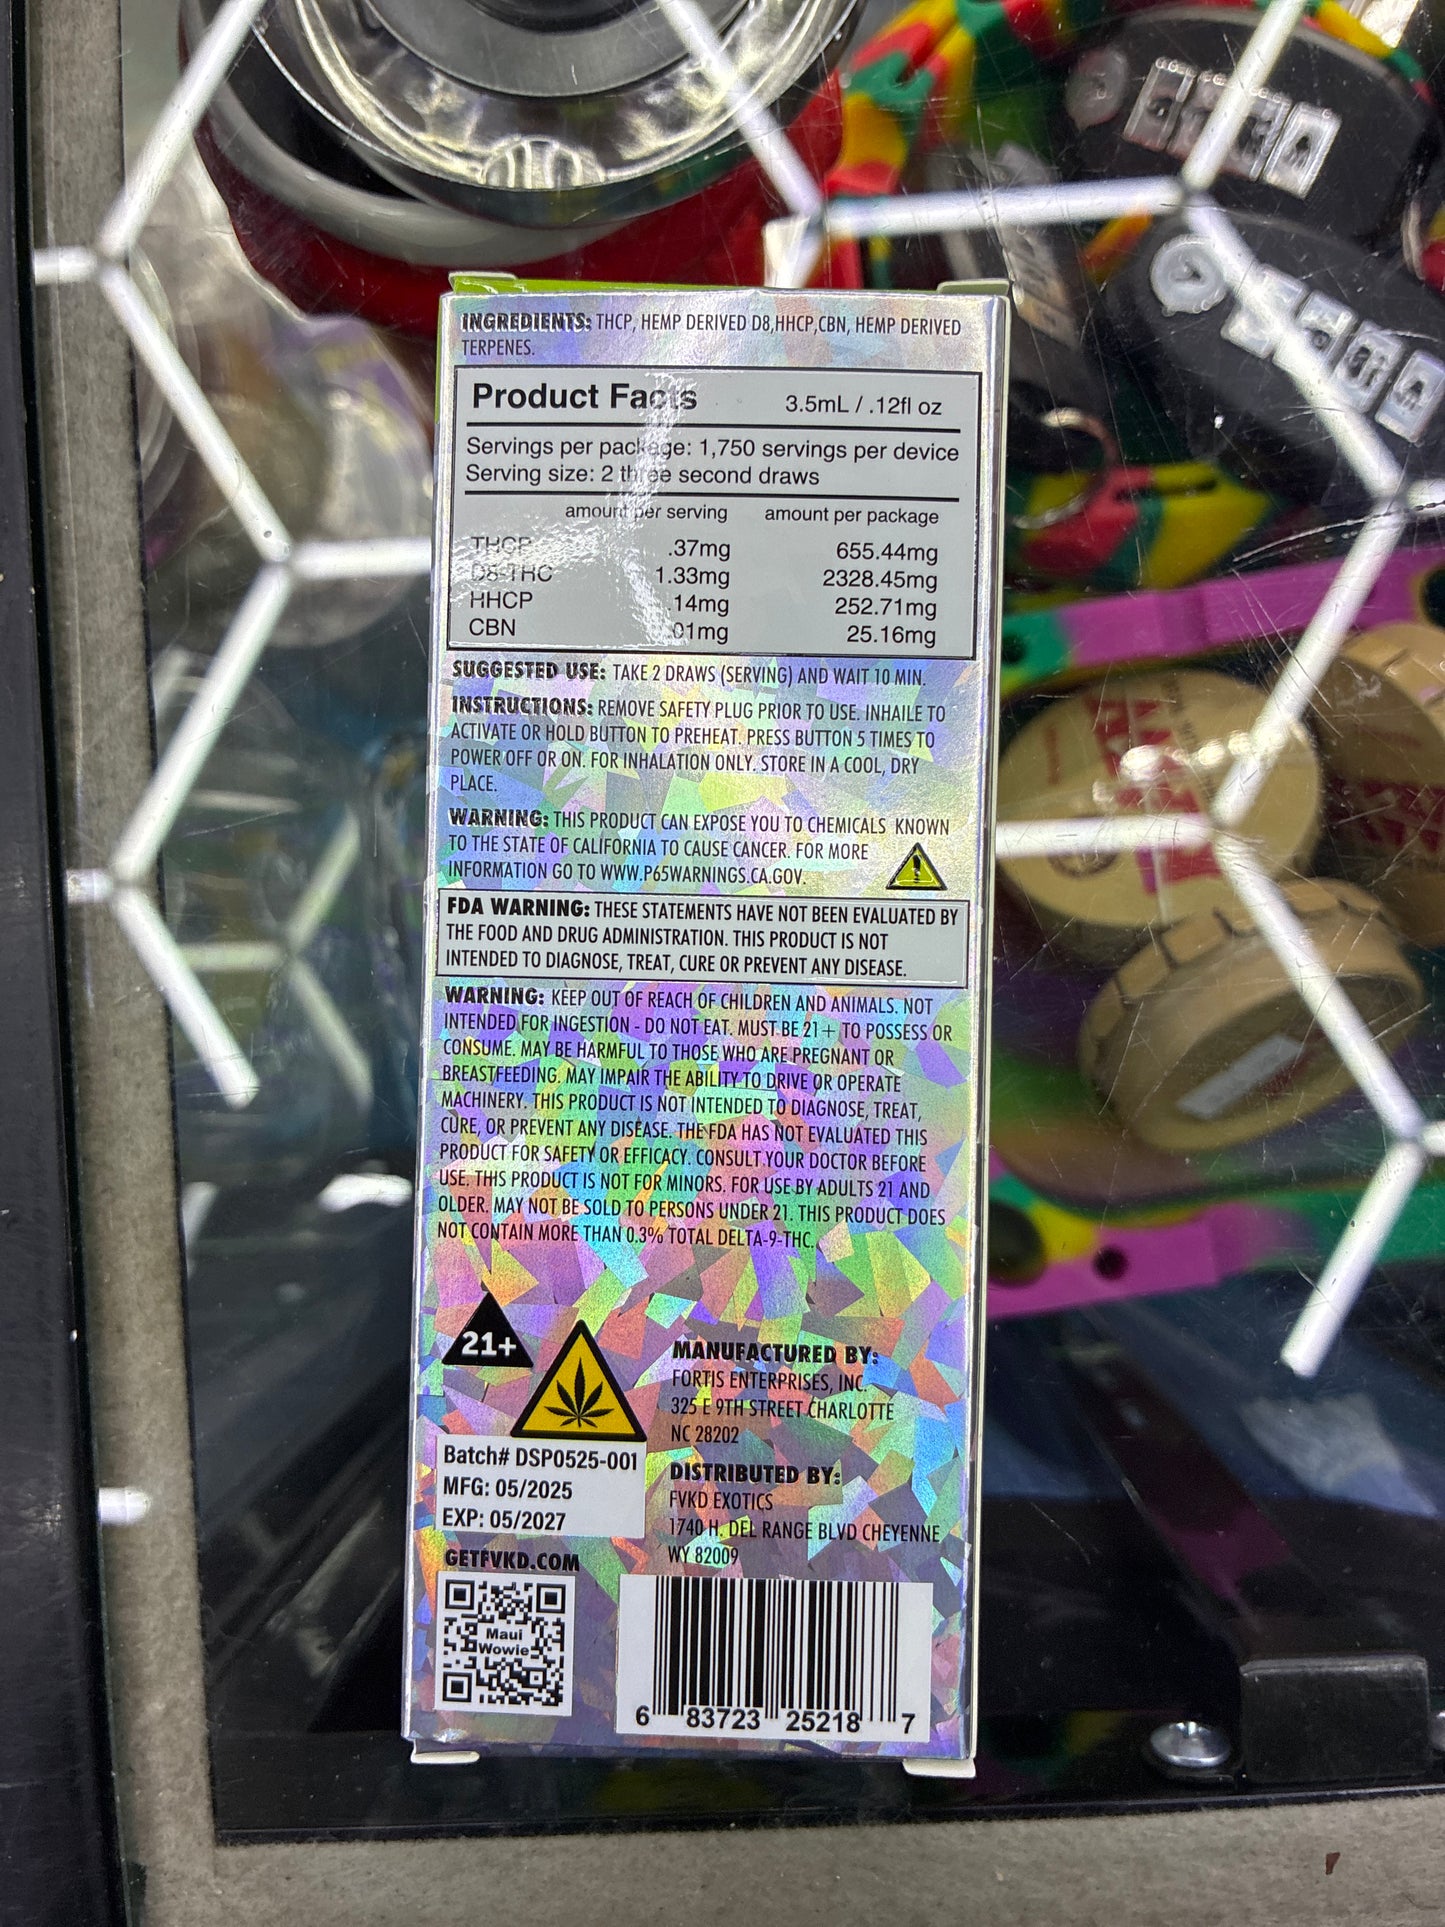 INGREDIENTS: THCP, HEMP DERIVED D8,HHCP,CBN, HEMP DERIVED
TERPENES.
Product Facts 3.5mL / .12fl oz
Servings per package: 1,750 servings per device
Serving size: 2 three second draws
amount per serving amount per package
THCP .37mg 655.44mg
D8-THC 1.33mg 2328.45mg
HHCP .14mg 252.71mg
CBN .01mg 25.16mg
SUGGESTED USE: TAKE 2 DRAWS (SERVING) AND WAIT 10 MIN.
INSTRUCTIONS: REMOVE SAFETY PLUG PRIOR TO USE. INHAILE TO
ACTIVATE OR HOLD BUTTON TO PREHEAT. PRESS BUTTON 5 TIMES TO
POWER OFF OR ON. FOR INHALATION ONLY. STORE IN A COOL, DRY
PLACE.
WARNING: THIS PRODUCT CAN EXPOSE YOU TO CHEMICALS KNOWN
TO THE STATE OF CALIFORNIA TO CAUSE CANCER. FOR MORE
INFORMATION GO TO WWW.P65WARNINGS.CA.GOV.
FDA WARNING: THESE STATEMENTS HAVE NOT BEEN EVALUATED BY
THE FOOD AND DRUG ADMINISTRATION. THIS PRODUCT IS NOT
INTENDED TO DIAGNOSE, TREAT, CURE OR PREVENT ANY DISEASE.
WARNING: KEEP OUT OF REACH OF CHILDREN AND ANIMALS. NOT
INTENDED FOR INGESTION - DO NOT EAT. MUST BE 21+ TO POSSESS OR
CONSUME. MAY BE HARMFUL TO THOSE WHO ARE PREGNANT OR
BREASTFEEDING. MAY IMPAIR THE ABILITY TO DRIVE OR OPERATE
MACHINERY. THIS PRODUCT IS NOT INTENDED TO DIAGNOSE, TREAT,
CURE, OR PREVENT ANY DISEASE. THE FDA HAS NOT EVALUATED THIS
PRODUCT FOR SAFETY OR EFFICACY. CONSULT YOUR DOCTOR BEFORE
USE. THIS PRODUCT IS NOT FOR MINORS. FOR USE BY ADULTS 21 AND
OLDER. MAY NOT BE SOLD TO PERSONS UNDER 21. THIS PRODUCT DOES
NOT CONTAIN MORE THAN 0.3% TOTAL DELTA-9-THC.
21+
MANUFACTURED BY:
FORTIS ENTERPRISES, INC.
325 E 9TH STREET CHARLOTTE
NC 28202
Batch# DSP0525-001
MFG: 05/2025
EXP: 05/2027
DISTRIBUTED BY:
FVKD EXOTICS
1740 H. DEL RANGE BLVD CHEYENNE
WY 82009
GETFVKD.COM
Maui
Wowie
6 83723 25218 7